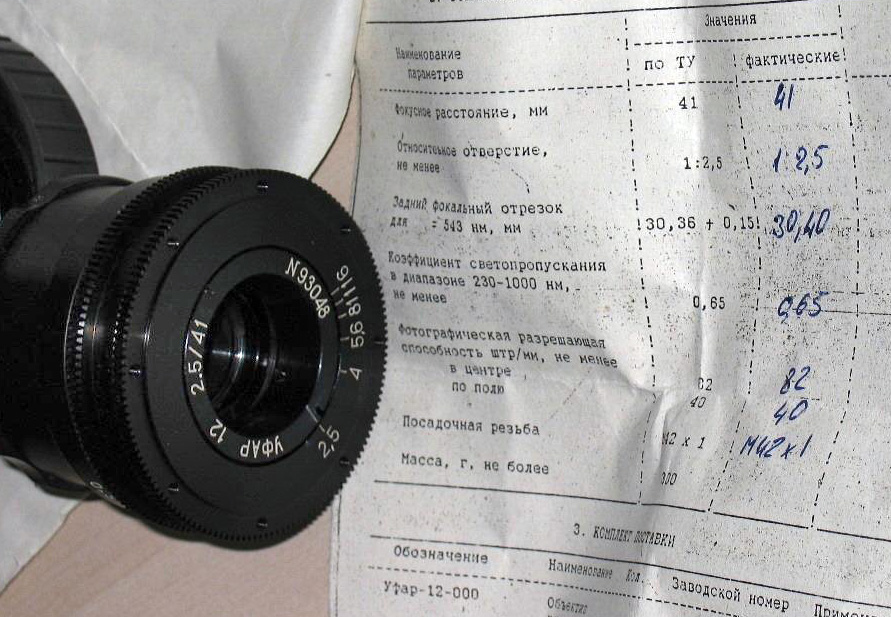 Значения
Наименование
параметров
по ТУ
фактические
Фокусное расстояние, мм
41
41
Относительное отверстие,
не менее
1:2,5
1:2,5
Задний фокальный отрезок
для = 543 нм, мм
30,36 + 0,15
30,40
Коэффициент светопропускания
в диапазоне 230-1000 нм,
не менее
0,65
0,65
Фотографическая разрешающая
способность штр/мм, не менее
в центре
82
по полю
40
40
Посадочная резьба
42 x 1
М42x1
Масса, г, не более
3. КОМПЛЕКТ ПОСТАВКИ
Обозначение
Наименование
Кол.
Заводской номер
Уфар-12-000
Объектив
N93048
2.5/41
УФАР 12
16
11
8
5,6
4
2,5